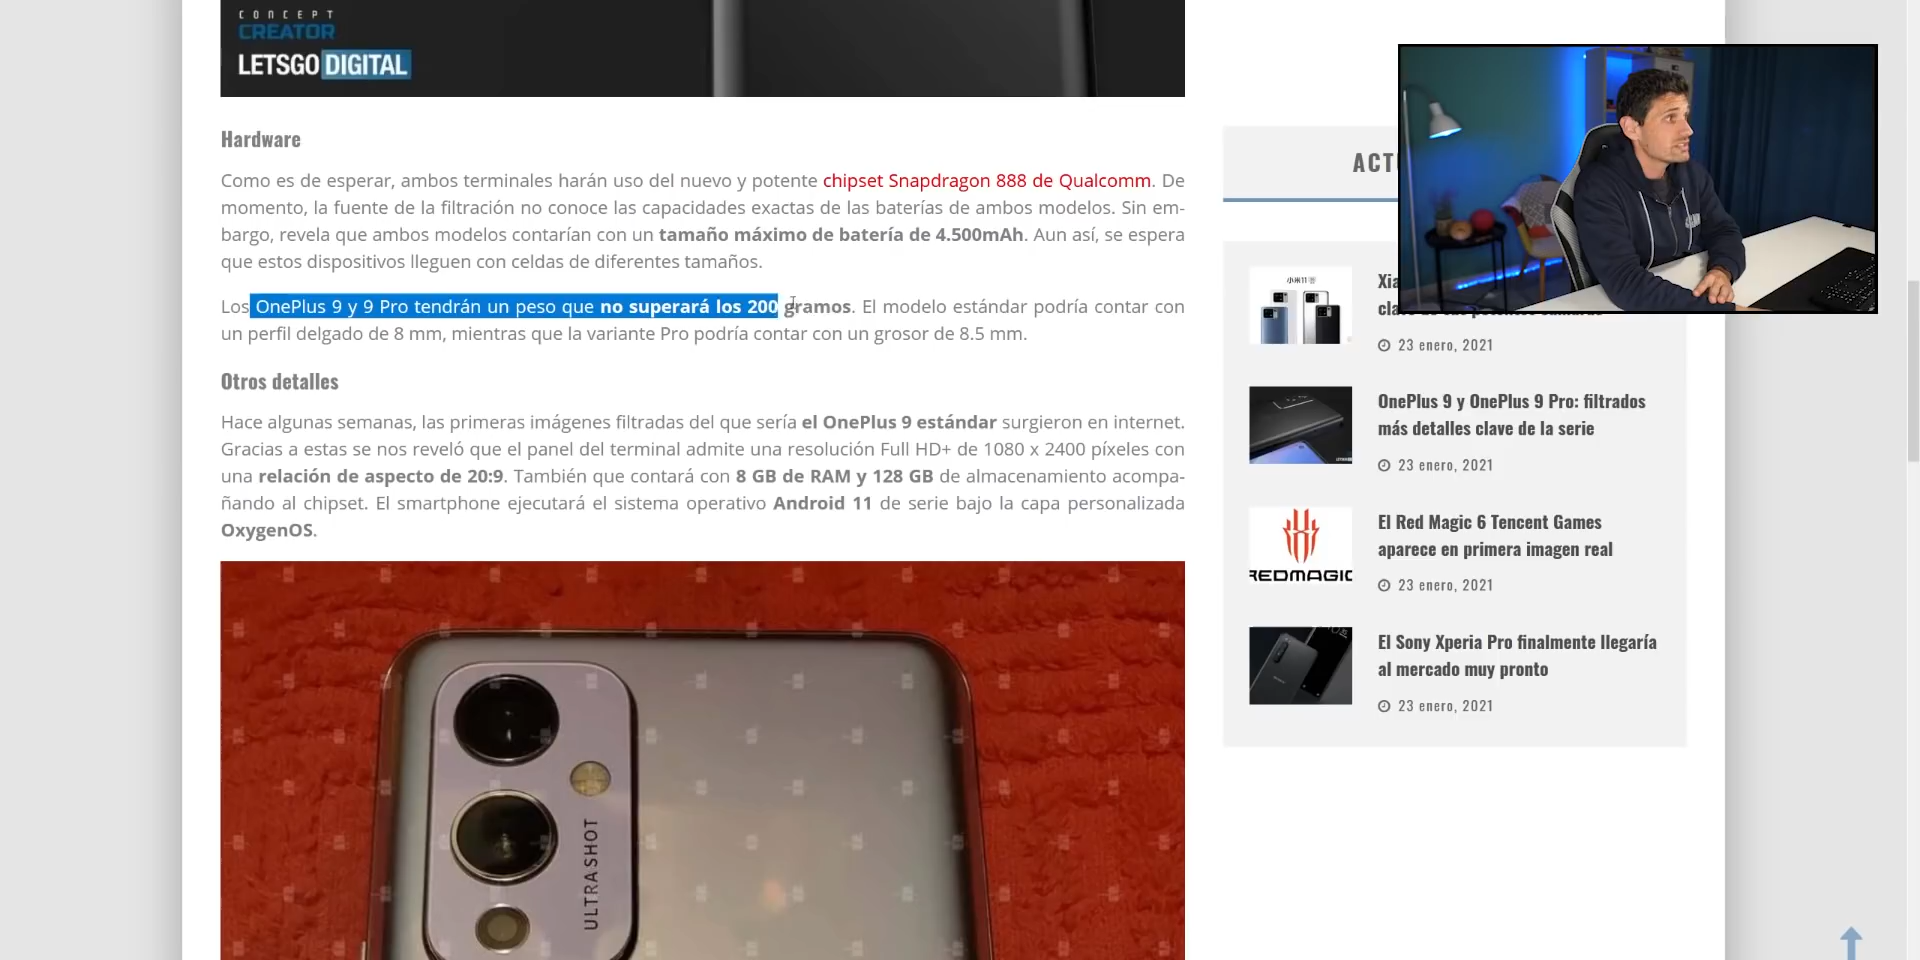 CONCEPT
CREATOR
LETSGODIGITAL
Hardware
Como es de esperar, ambos terminales harán uso del nuevo y potente chipset Snapdragon 888 de Qualcomm. De
momento, la fuente de la filtración no conoce las capacidades exactas de las baterías de ambos modelos. Sin em-
bargo, revela que ambos modelos contarían con un tamaño máximo de batería de 4.500mAh. Aun así, se espera
que estos dispositivos lleguen con celdas de diferentes tamaños.
Los OnePlus 9 y 9 Pro tendrán un peso que no superará los 200 gramos. El modelo estándar podría contar con
un perfil delgado de 8 mm, mientras que la variante Pro podría contar con un grosor de 8.5 mm.
Otros detalles
Hace algunas semanas, las primeras imágenes filtradas del que sería el OnePlus 9 estándar surgieron en internet.
Gracias a estas se nos reveló que el panel del terminal admite una resolución Full HD+ de 1080 x 2400 píxeles con
una relación de aspecto de 20:9. También que contará con 8 GB de RAM y 128 GB de almacenamiento acompa-
ñando al chipset. El smartphone ejecutará el sistema operativo Android 11 de serie bajo la capa personalizada
OxygenOS.
ULTRASHOT
小米11
23 enero, 2021
OnePlus 9 y OnePlus 9 Pro: filtrados
más detalles clave de la serie
23 enero, 2021
REDMAGIC
El Red Magic 6 Tencent Games
aparece en primera imagen real
23 enero, 2021
El Sony Xperia Pro finalmente llegaría
al mercado muy pronto
23 enero, 2021